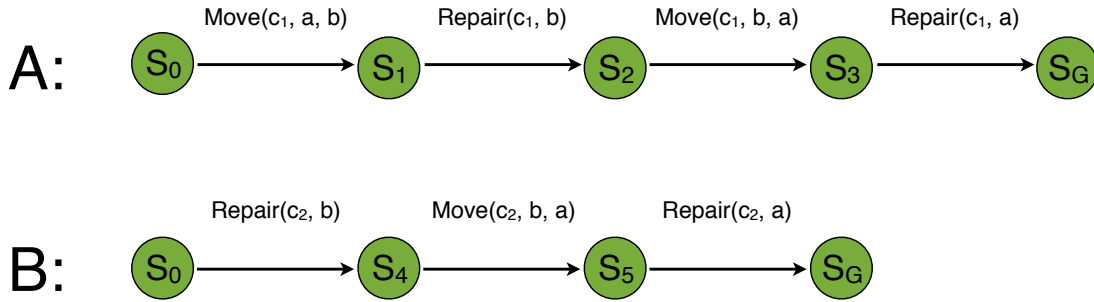 Move(c₁, a, b) Repair(c₁, b) Move(c₁, b, a) Repair(c₁, a)
A: S₀ S₁ S₂ S₃ S_G
Repair(c₂, b) Move(c₂, b, a) Repair(c₂, a)
B: S₀ S₄ S₅ S_G